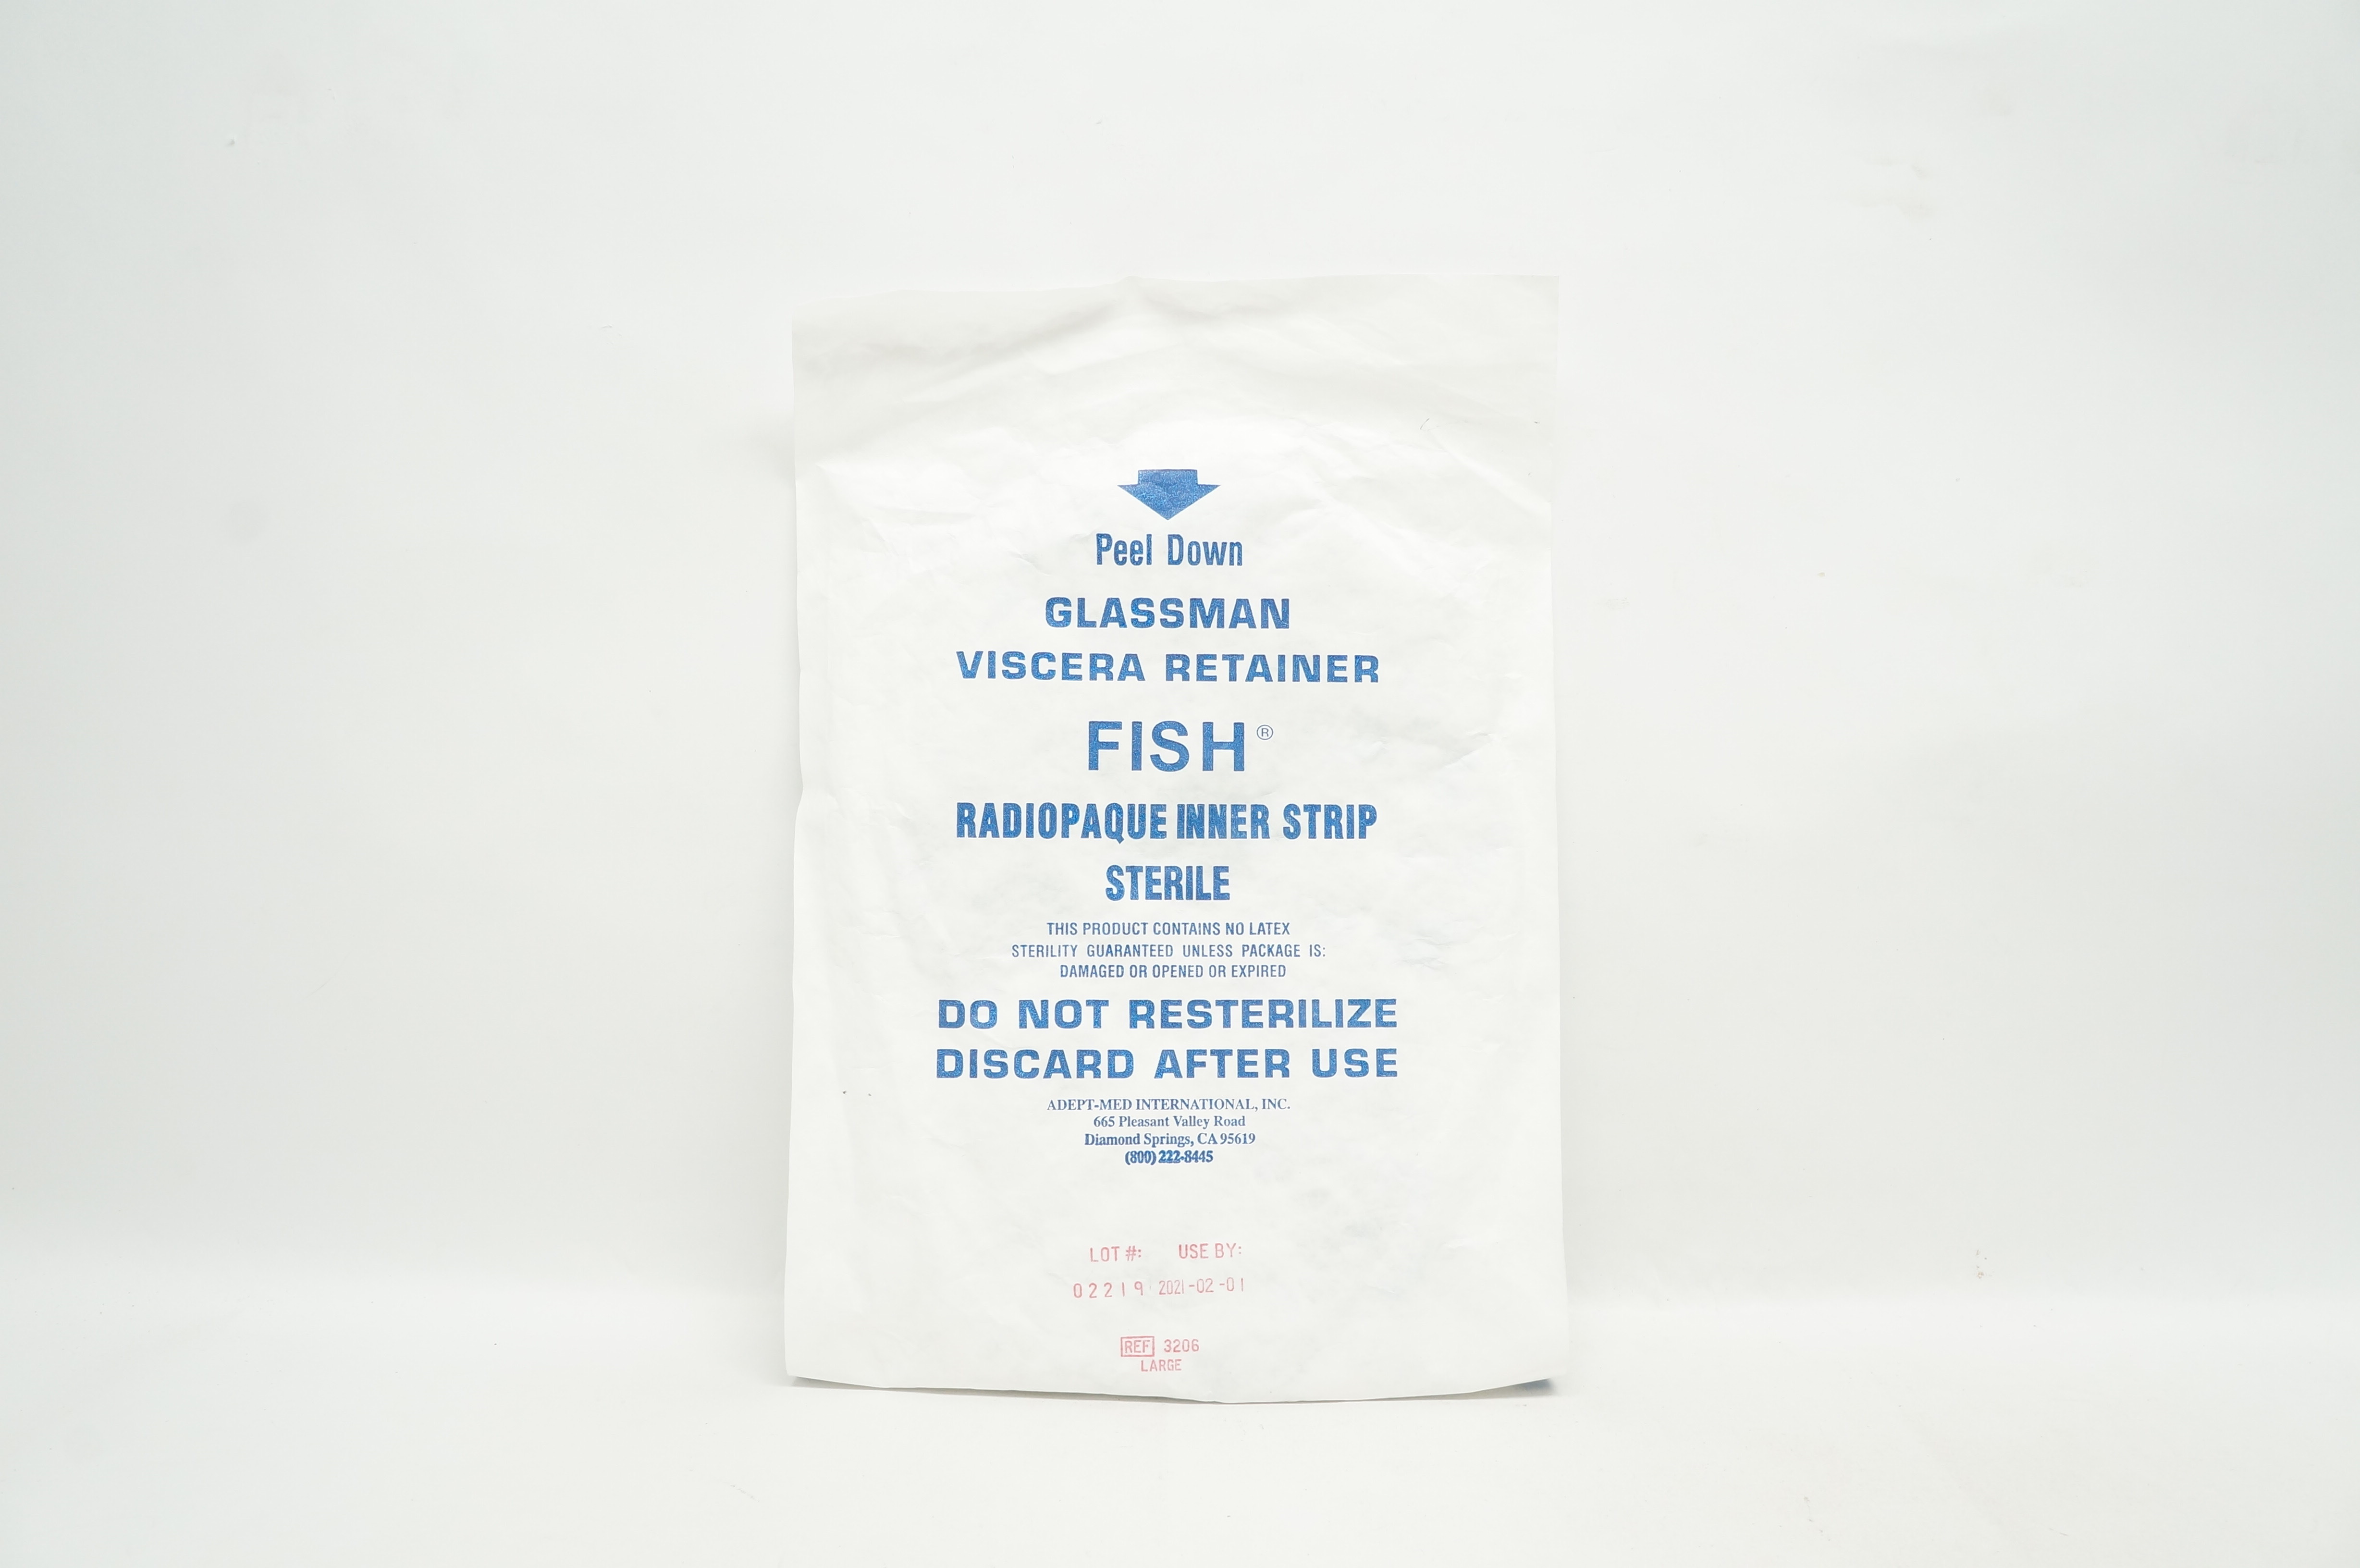 Peel Down
GLASSMAN
VISCERA RETAINER
FISH®
RADIOPAQUE INNER STRIP
STERILE
THIS PRODUCT CONTAINS NO LATEX
STERILITY GUARANTEED UNLESS PACKAGE IS:
DAMAGED OR OPENED OR EXPIRED
DO NOT RESTERILIZE
DISCARD AFTER USE
ADEPT-MED INTERNATIONAL, INC.
665 Pleasant Valley Road
Diamond Springs, CA 95619
(800) 222-8445
LOT #: USE BY:
02219 2021-02-01
REF 3206
LARGE